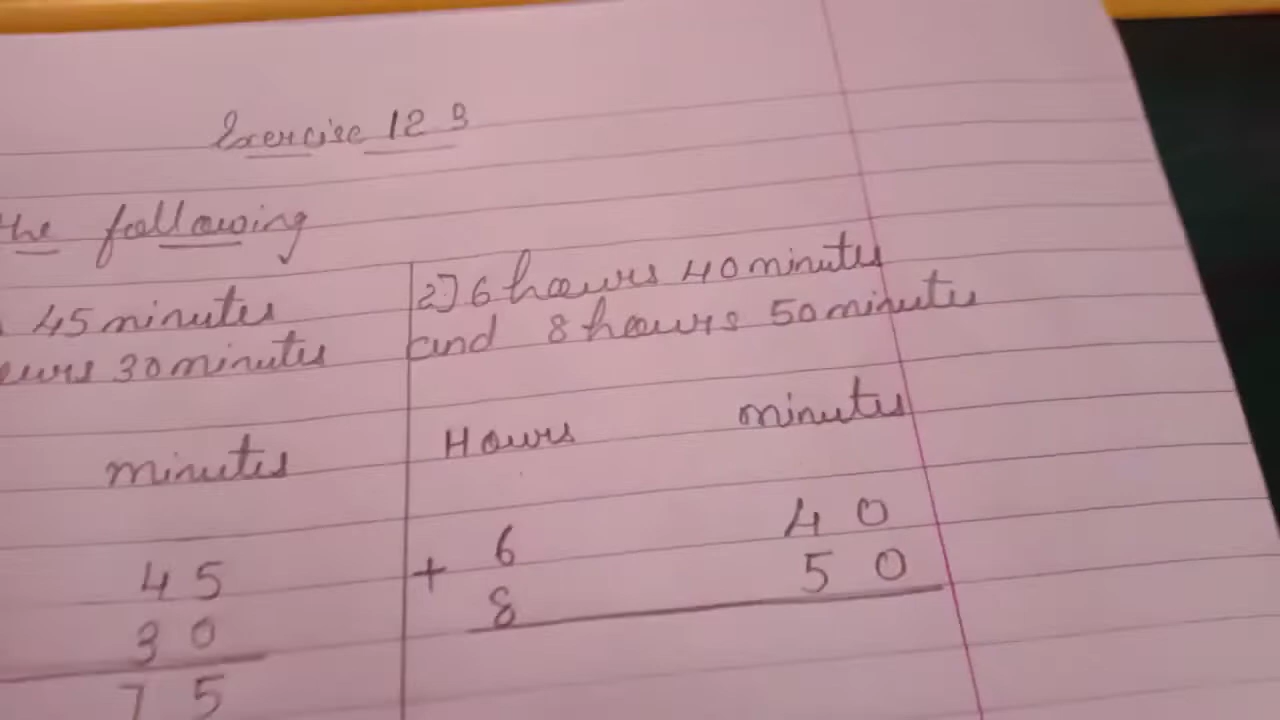 Exercise 12 3
the following
45 minutes
30 minutes
minutes
45
30
75
2) 6 hours 40 minutes
and 8 hours 50 minutes
Hours minutes
6 40
+
8 50